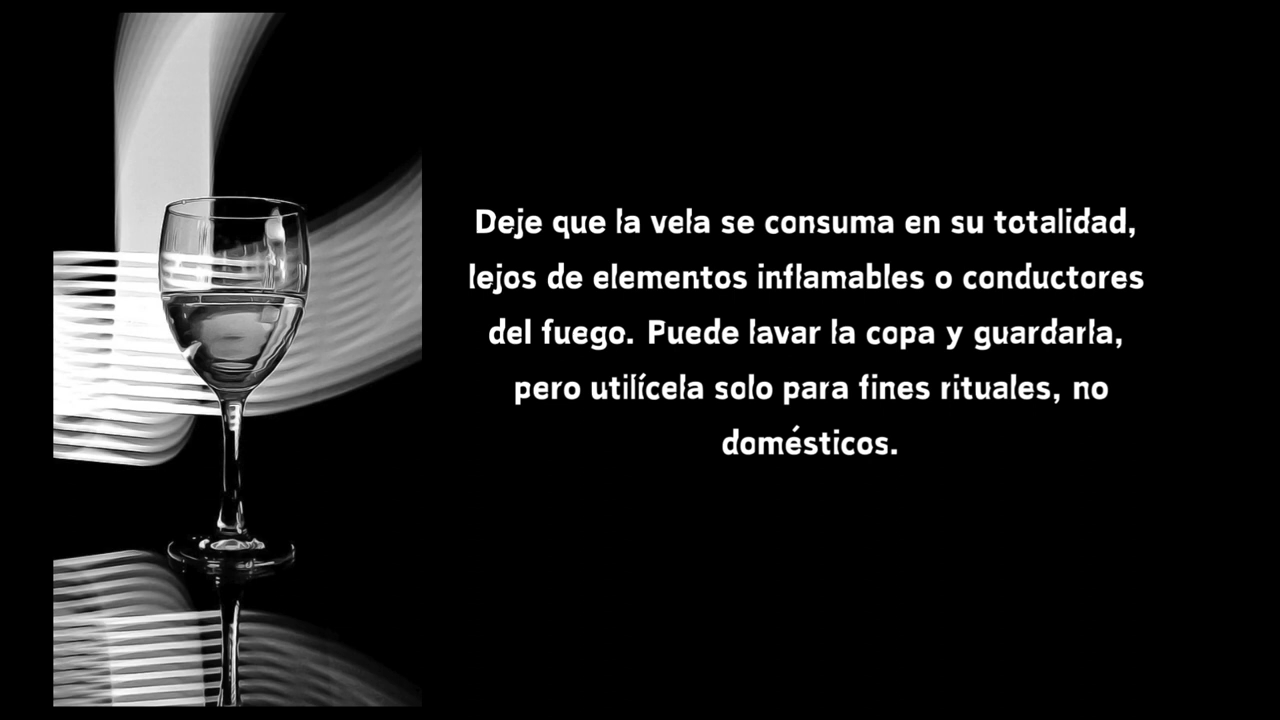 Deje que la vela se consuma en su totalidad,
lejos de elementos inflamables o conductores
del fuego. Puede lavar la copa y guardarla,
pero utilícela solo para fines rituales, no
domésticos.